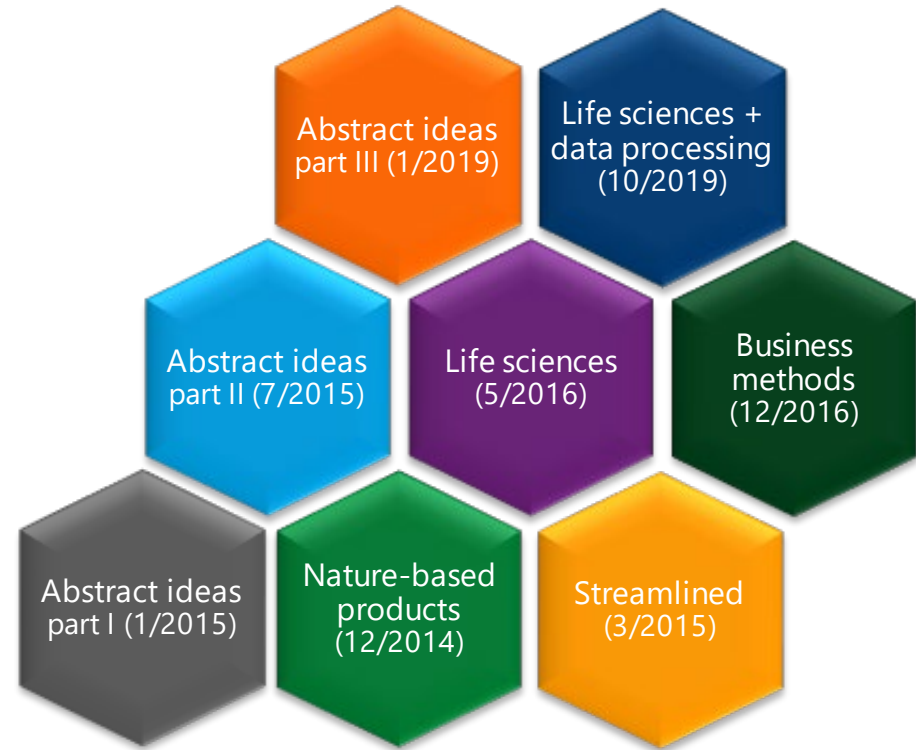 Abstract ideas
part III (1/2019)
Life sciences +
data processing
(10/2019)
Abstract ideas
part II (7/2015)
Life sciences
(5/2016)
Business
methods
(12/2016)
Abstract ideas
part I (1/2015)
Nature-based
products
(12/2014)
Streamlined
(3/2015)